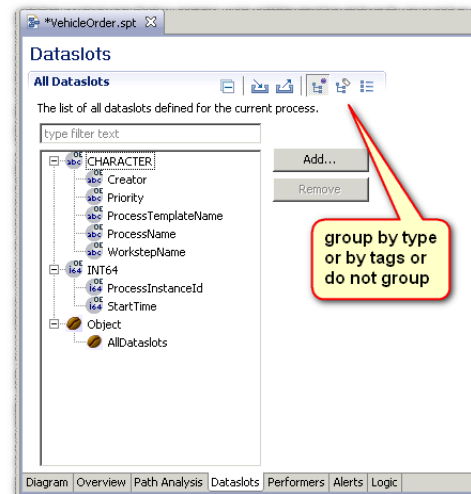 *VehicleOrder.spt
Dataslots
All Dataslots
The list of all dataslots defined for the current process.
type filter text
CHARACTER
Creator
Priority
ProcessTemplateName
ProcessName
WorkstepName
INT64
ProcessInstanceId
StartTime
Object
AllDataslots
Add...
Remove
group by type
or by tags or
do not group
Diagram Overview Path Analysis Dataslots Performers Alerts Logic